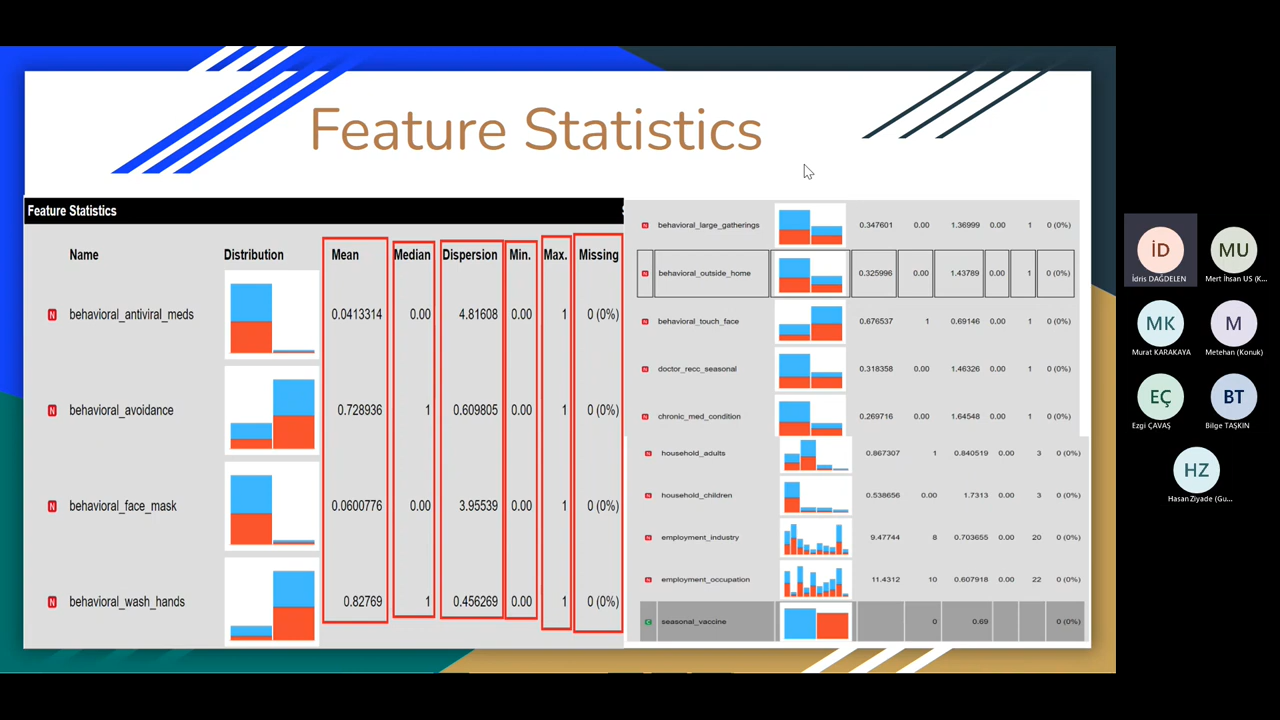 Feature Statistics
Feature Statistics
Name Distribution Mean Median Dispersion Min. Max. Missing
N behavioral_antiviral_meds 0.0413314 0.00 4.81608 0.00 1 0 (0%)
N behavioral_avoidance 0.728936 1 0.609805 0.00 1 0 (0%)
N behavioral_face_mask 0.0600776 0.00 3.95539 0.00 1 0 (0%)
N behavioral_wash_hands 0.82769 1 0.456269 0.00 1 0 (0%)
N behavioral_large_gatherings 0.347601 0.00 1.36999 0.00 1 0 (0%)
N behavioral_outside_home 0.325996 0.00 1.43789 0.00 1 0 (0%)
N behavioral_touch_face 0.676537 1 0.69146 0.00 1 0 (0%)
N doctor_recc_seasonal 0.318358 0.00 1.46326 0.00 1 0 (0%)
N chronic_med_condition 0.269716 0.00 1.64548 0.00 1 0 (0%)
N household_adults 0.867307 1 0.840519 0.00 3 0 (0%)
N household_children 0.538656 0.00 1.7313 0.00 3 0 (0%)
N employment_industry 9.47744 8 0.703655 0.00 20 0 (0%)
N employment_occupation 11.4312 10 0.607918 0.00 22 0 (0%)
C seasonal_vaccine 0 0.69 0 (0%)
İD MU
İdris DAĞDELEN Mert İhsan US (K...
MK M
Murat KARAKAYA Metehan (Konuk)
EÇ BT
Ezgi ÇAVAŞ Bilge TAŞKIN
HZ
Hasan Ziyade (Gu...